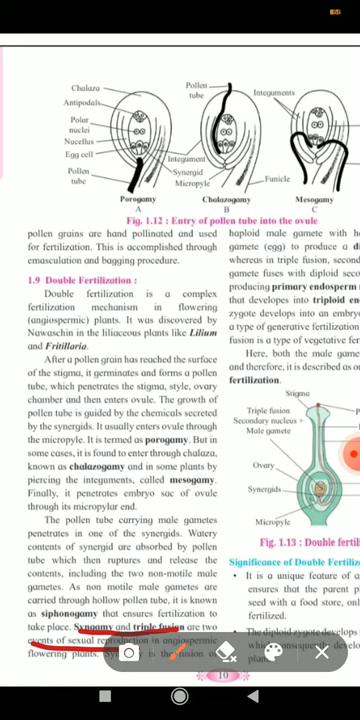 Chalaza
Antipodals
Polar
nuclei
Nucellus
Egg cell
Pollen
tube
Pollen
tube
Integument
Synergid
Micropyle
Integuments
Funicle
Porogamy
A
Chalazogamy
B
Mesogamy
C
Fig. 1.12 : Entry of pollen tube into the ovule
pollen grains are hand pollinated and used
for fertilization. This is accomplished through
emasculation and bagging procedure.
1.9 Double Fertilization :
Double fertilization is a complex
fertilization mechanism in flowering
(angiospermic) plants. It was discovered by
Nawaschin in the liliaceous plants like Lilium
and Fritillaria.
After a pollen grain has reached the surface
of the stigma, it germinates and forms a pollen
tube, which penetrates the stigma, style, ovary
chamber and then enters ovule. The growth of
pollen tube is guided by the chemicals secreted
by the synergids. It usually enters ovule through
the micropyle. It is termed as porogamy. But in
some cases, it is found to enter through chalaza,
known as chalazogamy and in some plants by
piercing the integuments, called mesogamy.
Finally, it penetrates embryo sac of ovule
through its micropylar end.
The pollen tube carrying male gametes
penetrates in one of the synergids. Watery
contents of synergid are absorbed by pollen
tube which then ruptures and release the
contents, including the two non-motile male
gametes. As non motile male gametes are
carried through hollow pollen tube, it is known
as siphonogamy that ensures fertilization to
take place. Syngamy and triple fusion are two
events of sexual reproduction in angiospermic
flowering plants. is the fusion
haploid male gamete with
gamete (egg) to produce a
whereas in triple fusion, second
gamete fuses with diploid
producing primary endosperm
that develops into triploid
zygote develops into an
a type of generative fertilization
fusion is a type of vegetative
Here, both the male
and therefore, it is described as
fertilization.
Stigma
Triple fusion
Secondary nucleus +
Male gamete
Ovary
Synergids
Micropyle
Fig. 1.13 : Double
Significance of Double
• It is a unique feature of
ensures that the parent
seed with a food store,
fertilized.
• The diploid zygote develops
consequently
10